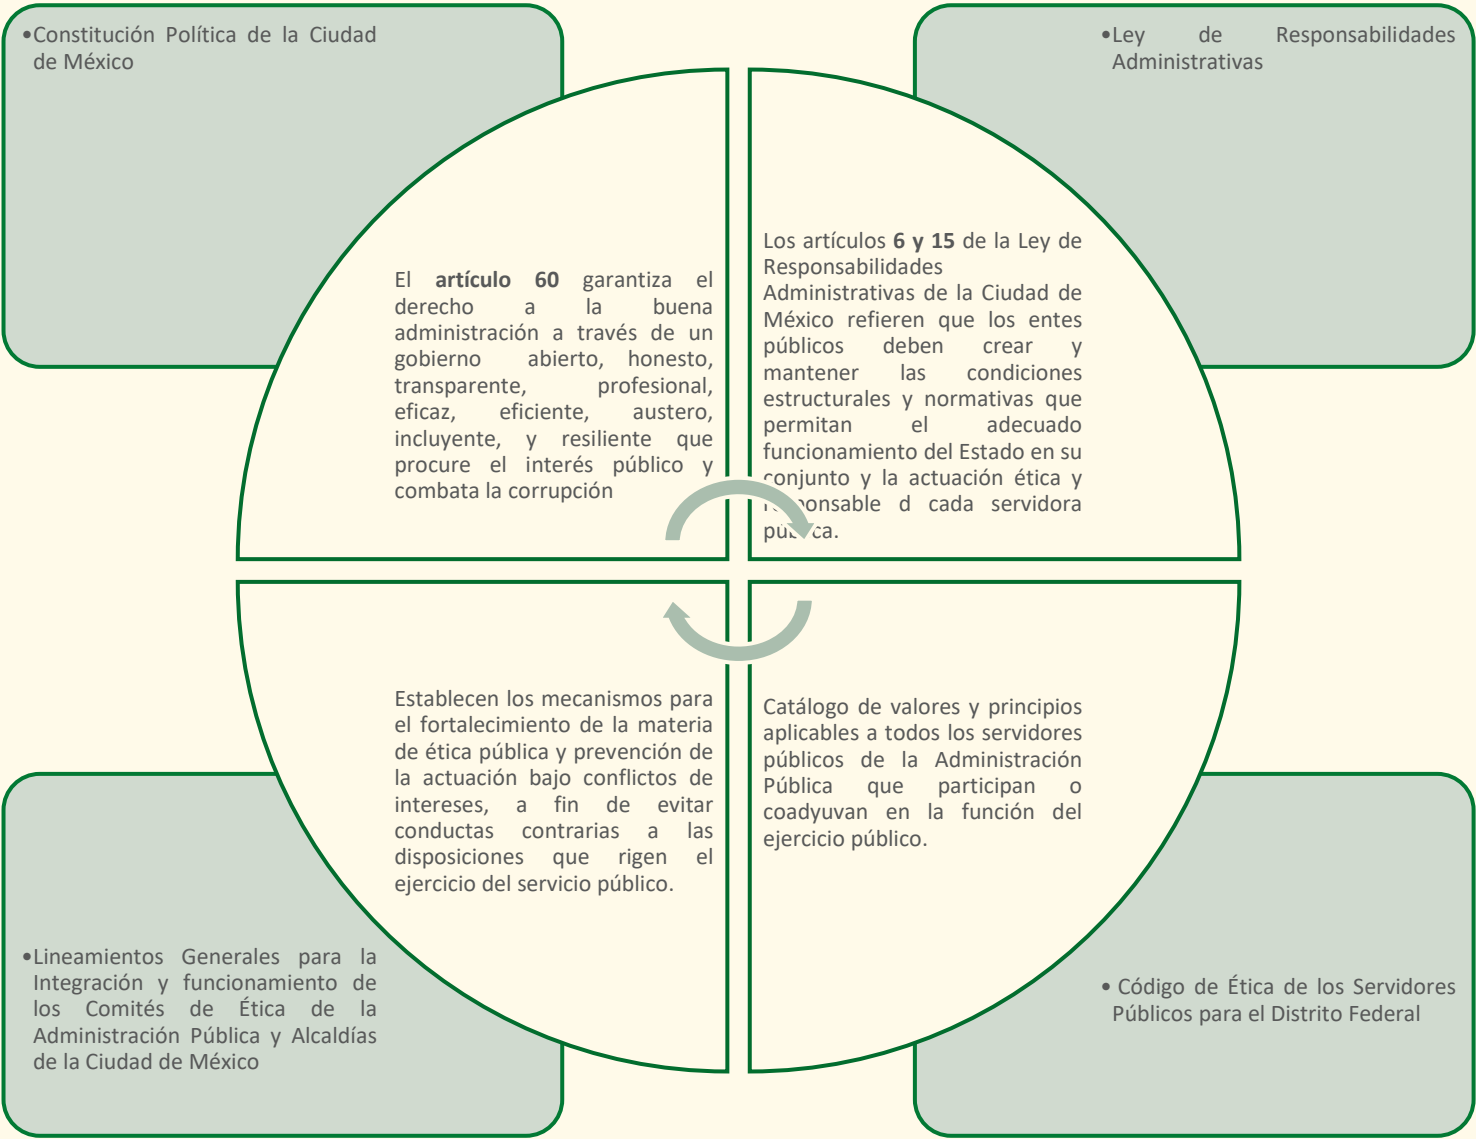 •Constitución Política de la Ciudad
de México
•Ley de Responsabilidades
Administrativas
El artículo 60 garantiza el
derecho a la buena
administración a través de un
gobierno abierto, honesto,
transparente, profesional,
eficaz, eficiente, austero,
incluyente, y resiliente que
procure el interés público y
combata la corrupción
Los artículos 6 y 15 de la Ley de
Responsabilidades
Administrativas de la Ciudad de
México refieren que los entes
públicos deben crear y
mantener las condiciones
estructurales y normativas que
permitan el adecuado
funcionamiento del Estado en su
conjunto y la actuación ética y
responsable d cada servidora
pública.
Establecen los mecanismos para
el fortalecimiento de la materia
de ética pública y prevención de
la actuación bajo conflictos de
intereses, a fin de evitar
conductas contrarias a las
disposiciones que rigen el
ejercicio del servicio público.
Catálogo de valores y principios
aplicables a todos los servidores
públicos de la Administración
Pública que participan o
coadyuvan en la función del
ejercicio público.
•Lineamientos Generales para la
Integración y funcionamiento de
los Comités de Ética de la
Administración Pública y Alcaldías
de la Ciudad de México
• Código de Ética de los Servidores
Públicos para el Distrito Federal